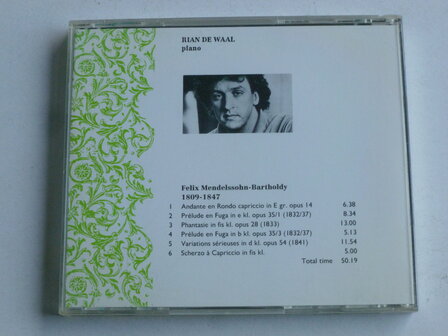 RIAN DE WAAL
piano
Felix Mendelssohn-Bartholdy
1809-1847
1 Andante en Rondo capriccio in E gr. opus 14 6.38
2 Prélude en Fuga in e kl. opus 35/1 (1832/37) 8.34
3 Phantasie in fis kl. opus 28 (1833) 13.00
4 Prélude en Fuga in b kl. opus 35/3 (1832/37) 5.13
5 Variations sérieuses in d kl. opus 54 (1841) 11.54
6 Scherzo à Capriccio in fis kl. 5.00
Total time 50.19